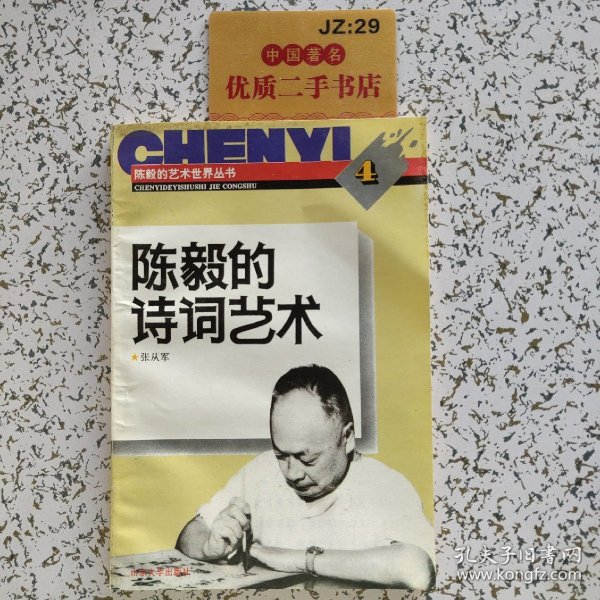 JZ:29
中国著名
优质二手书店
CHENYI
陈毅的艺术世界丛书
CHENYIDEYISHUSHI JIE CONGSHU
4
陈毅的
诗词艺术
★张从军
孔夫子旧书网
www.kongfz.com